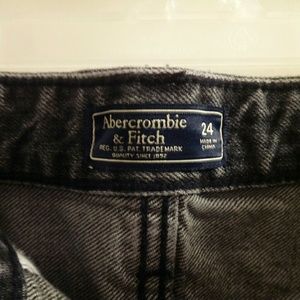 Abercrombie
& Fitch
REG. U.S. PAT. TRADEMARK
QUALITY SINCE 1892
24
MADE IN
CHINA